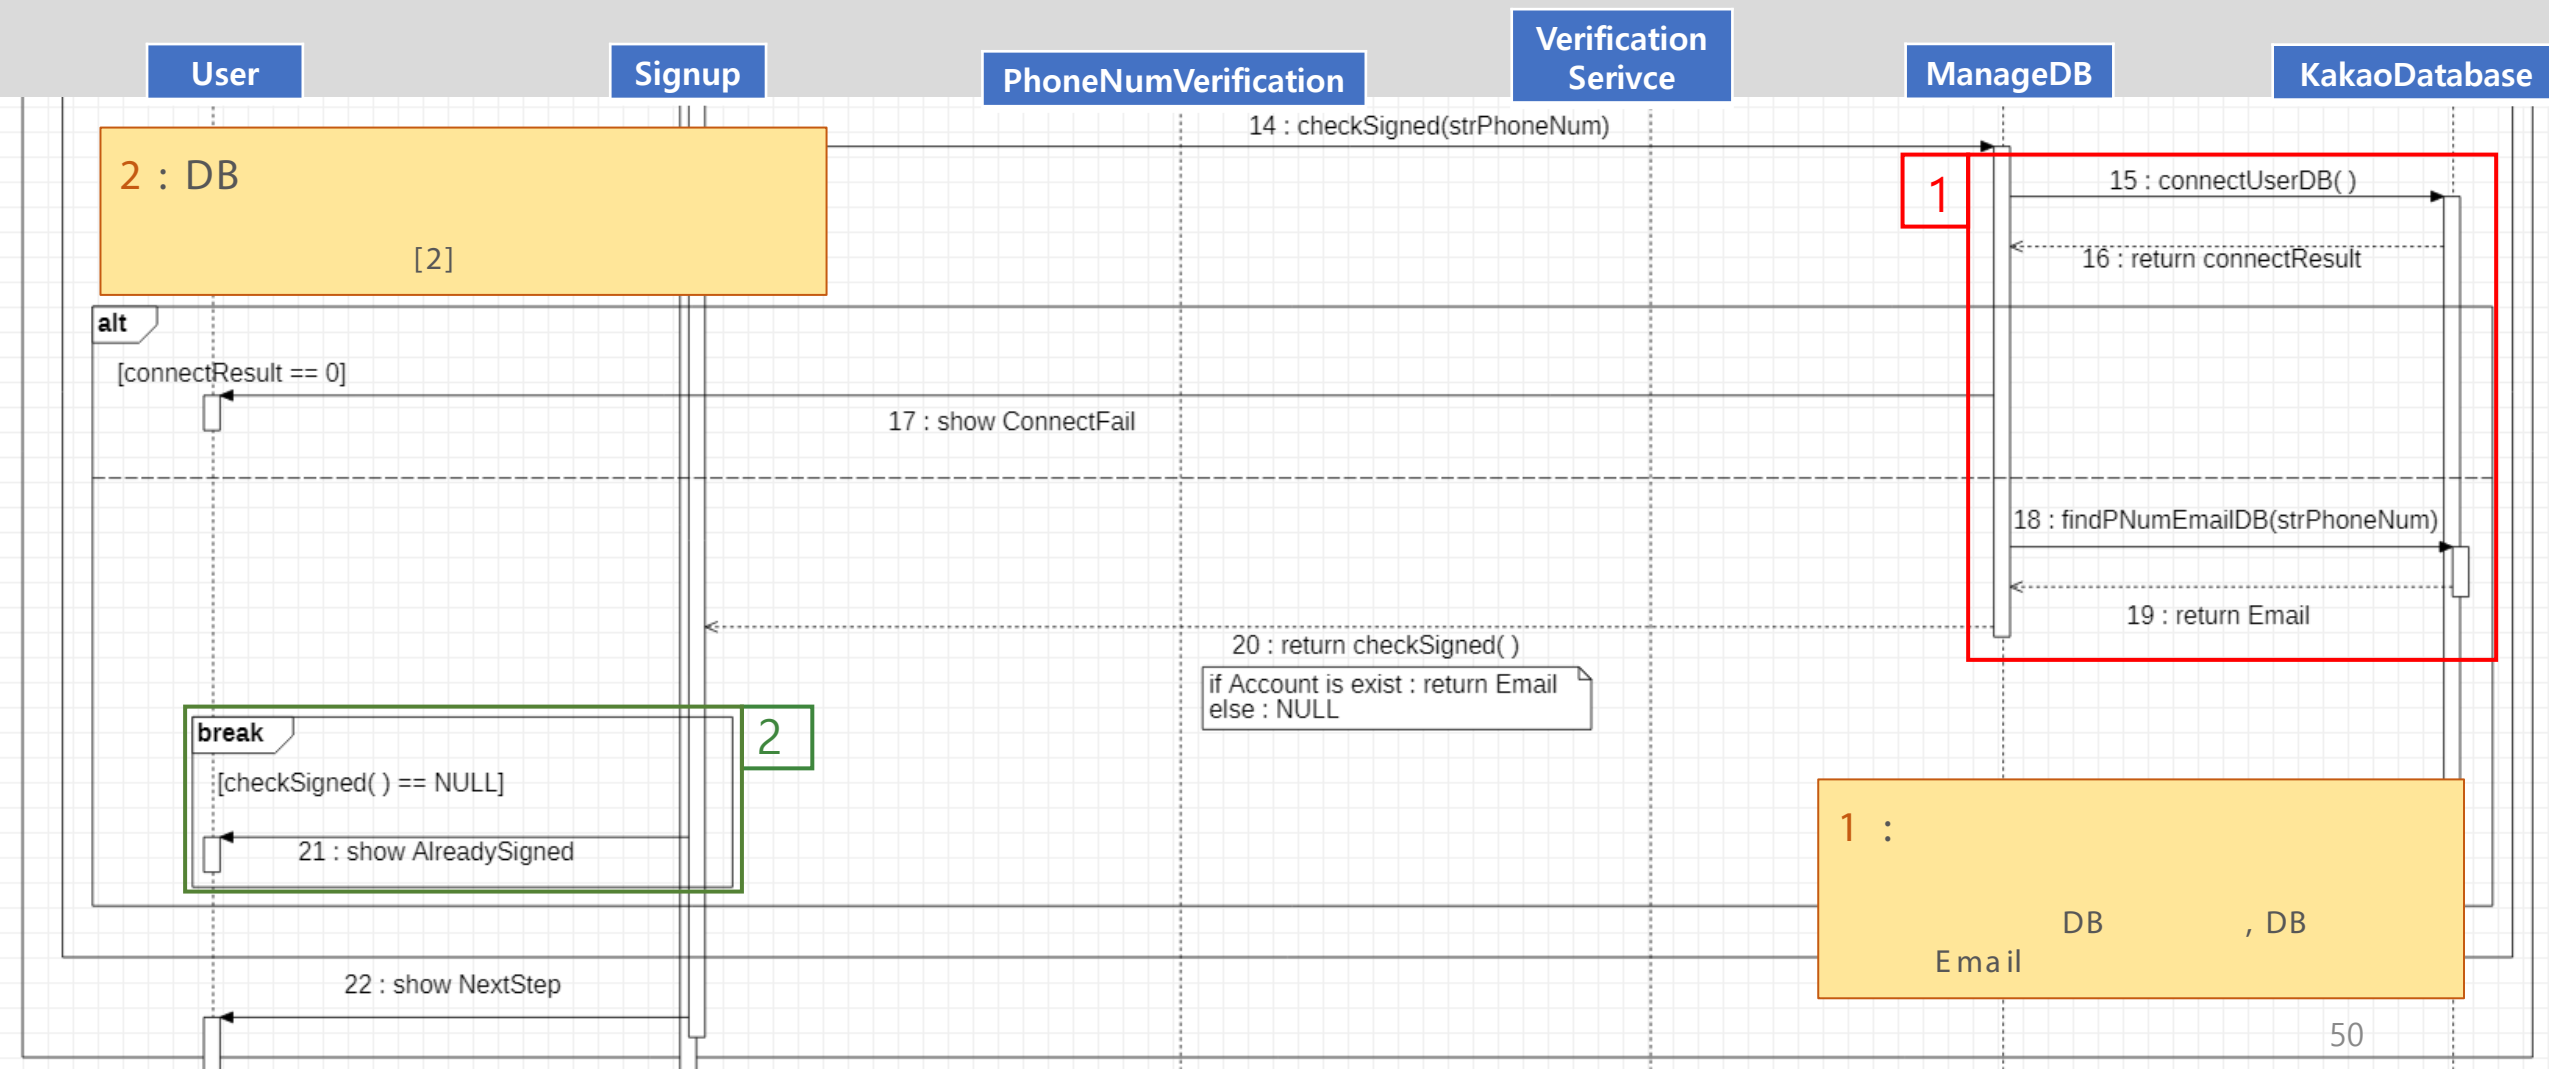 User
Signup
PhoneNumVerification
Verification
Serivce
ManageDB
KakaoDatabase
14 : checkSigned(strPhoneNum)
2 : DB
[2]
1
15 : connectUserDB( )
16 : return connectResult
alt
[connectResult == 0]
17 : show ConnectFail
18 : findPNumEmailDB(strPhoneNum)
19 : return Email
20 : return checkSigned( )
if Account is exist : return Email
else : NULL
break
2
[checkSigned( ) == NULL]
21 : show AlreadySigned
1 :
DB , DB
Email
22 : show NextStep
50